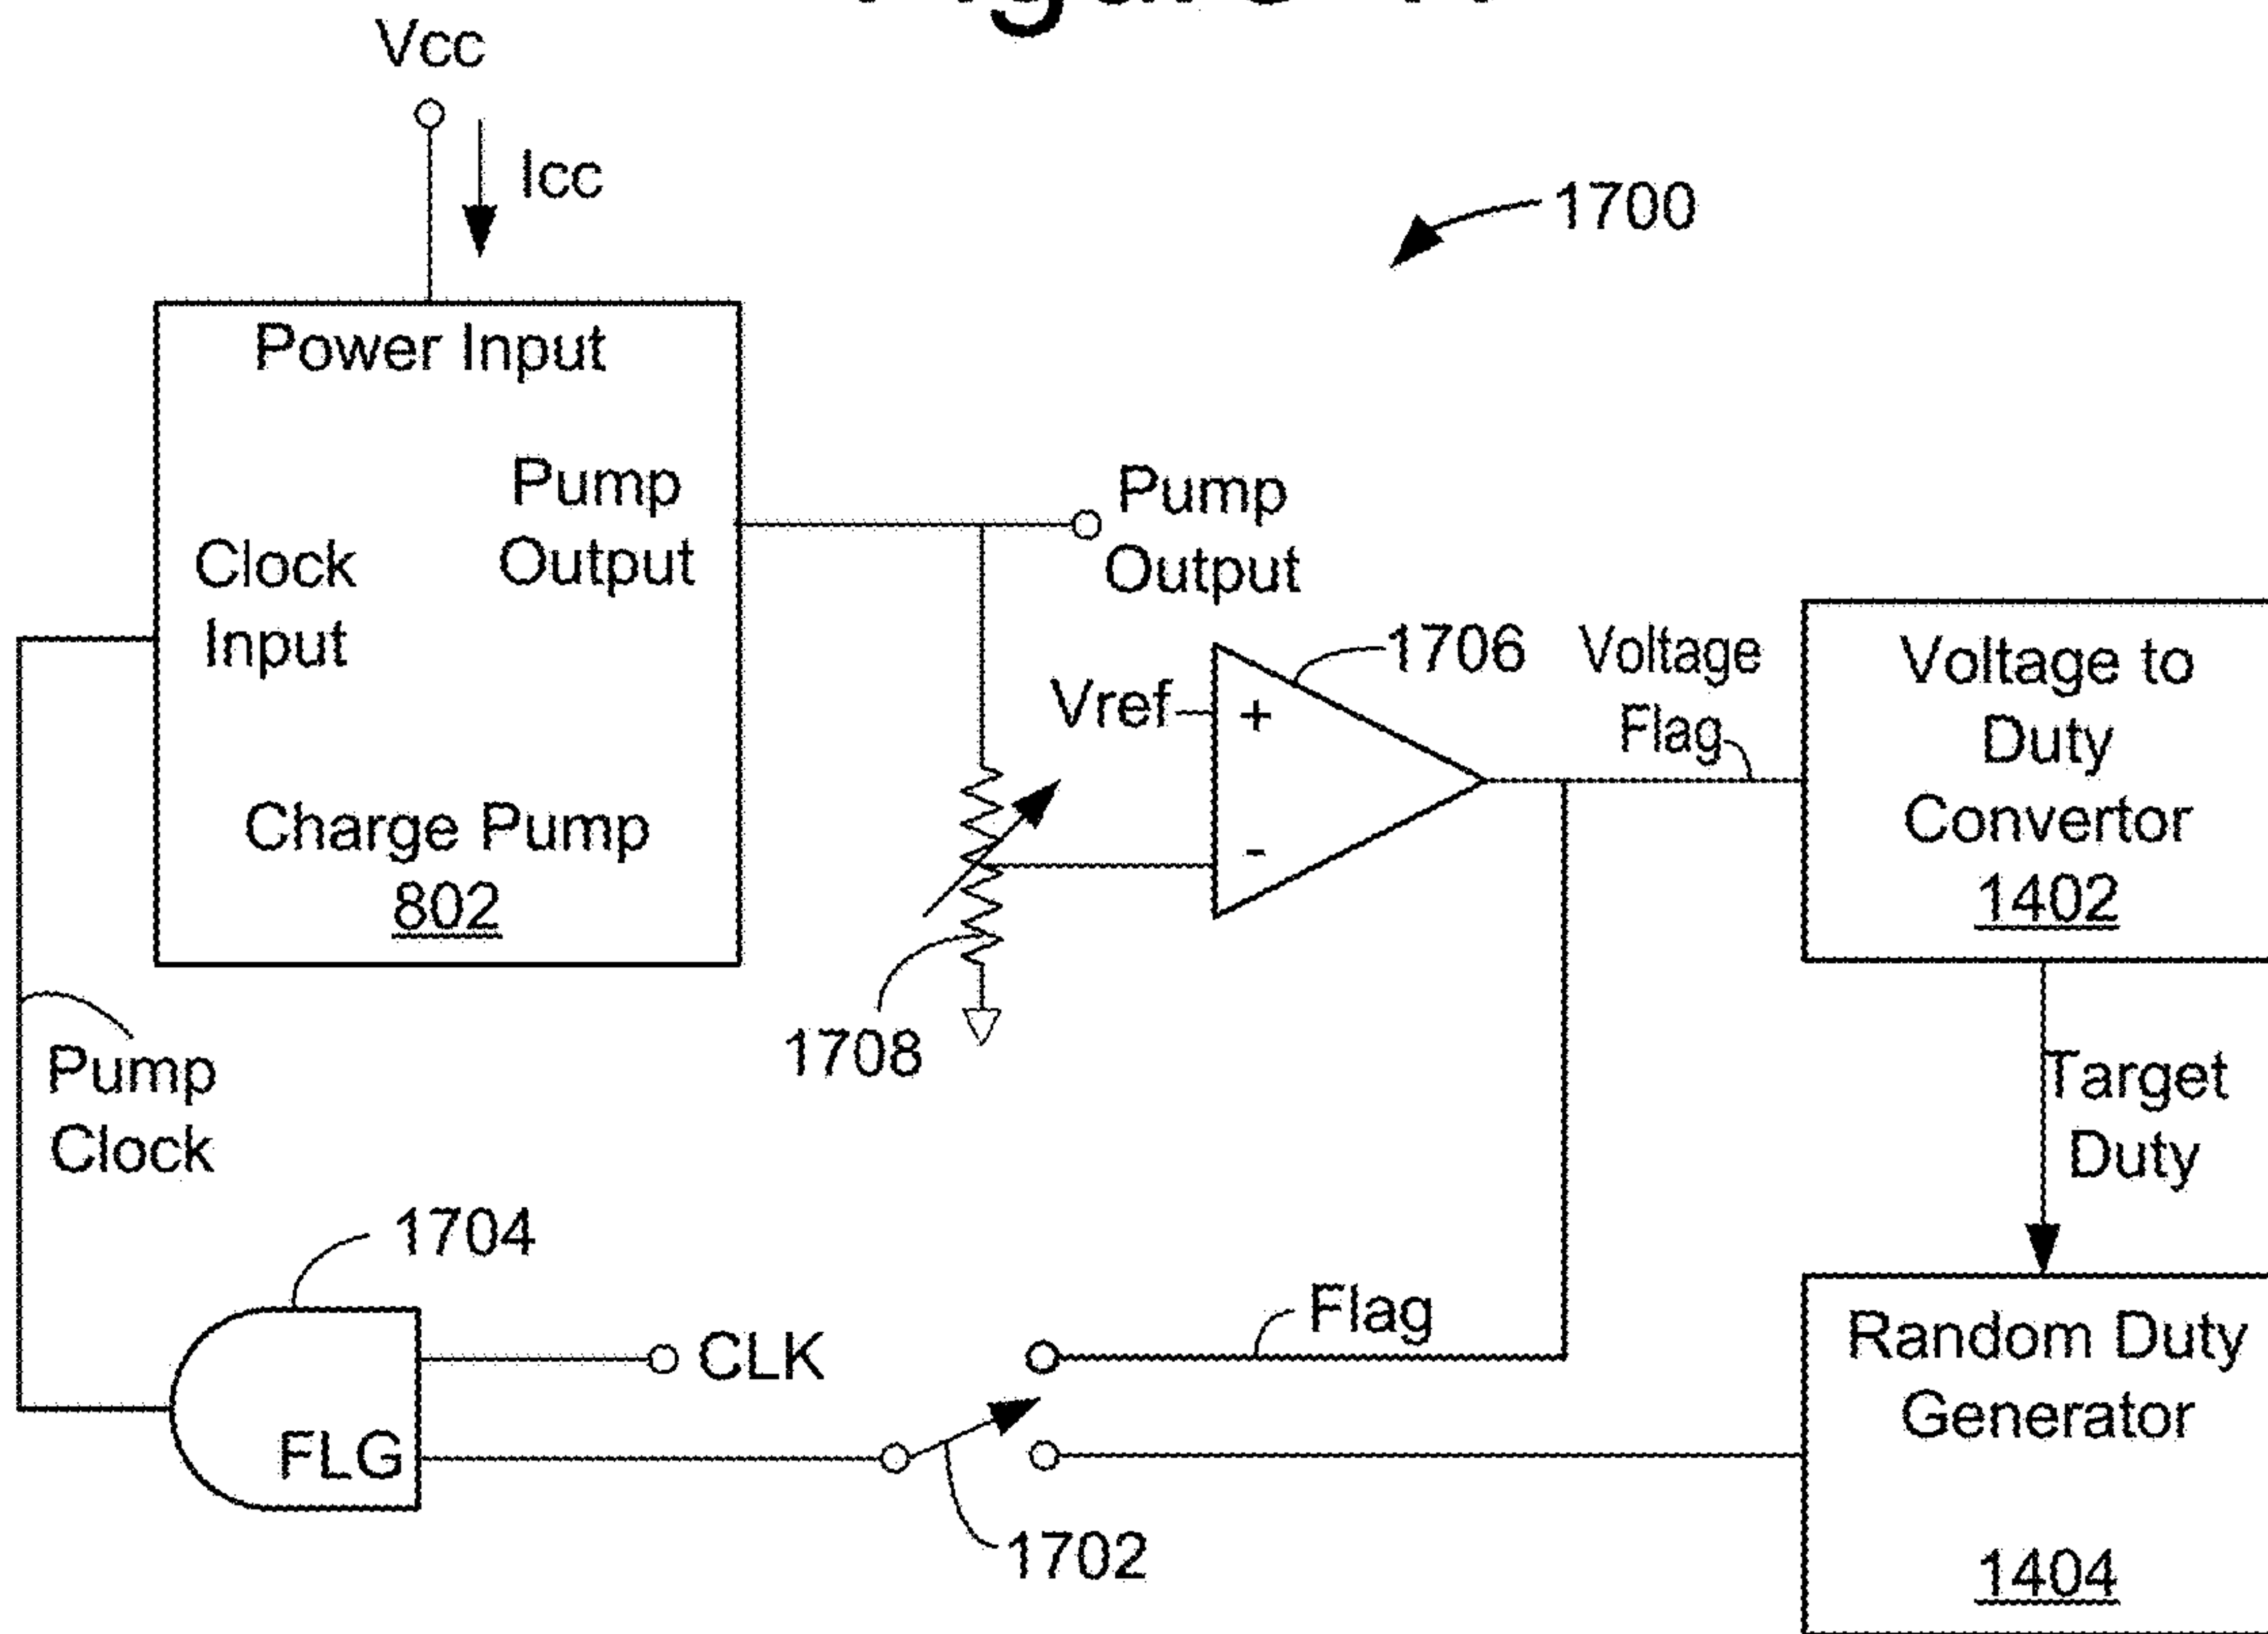 Vcc
Icc
1700
Power Input
Pump
Output
Clock
Input
Charge Pump
802
Pump
Output
Vref
+
-
1706
Voltage
Flag
Voltage to
Duty
Convertor
1402
1708
Pump
Clock
Target
Duty
1704
CLK
FLG
Flag
1702
Random Duty
Generator
1404